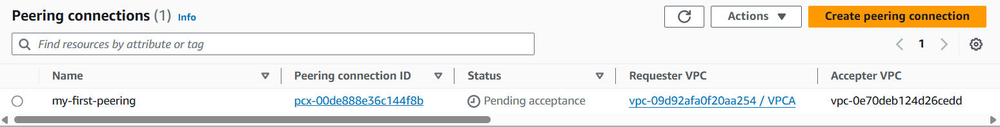 Peering connections (1) Info
Actions
Create peering connection
Find resources by attribute or tag
1
Name Peering connection ID Status Requester VPC Accepter VPC
my-first-peering pcx-00de888e36c144f8b Pending acceptance vpc-09d92afa0f20aa254 / VPCA vpc-0e70deb124d26cedd